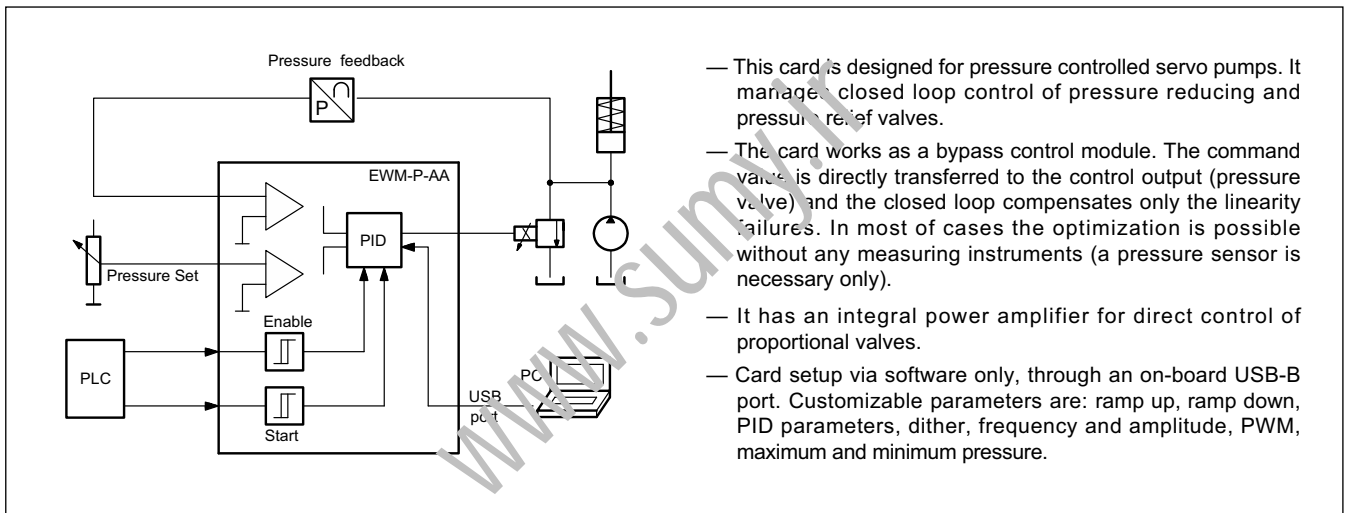 Pressure feedback
P
EWM-P-AA
PID
Pressure Set
Enable
PLC
Start
USB
port
PC
— This card is designed for pressure controlled servo pumps. It
manages closed loop control of pressure reducing and
pressure relief valves.
— The card works as a bypass control module. The command
value is directly transferred to the control output (pressure
valve) and the closed loop compensates only the linearity
failures. In most of cases the optimization is possible
without any measuring instruments (a pressure sensor is
necessary only).
— It has an integral power amplifier for direct control of
proportional valves.
— Card setup via software only, through an on-board USB-B
port. Customizable parameters are: ramp up, ramp down,
PID parameters, dither, frequency and amplitude, PWM,
maximum and minimum pressure.
www.sumy.ir